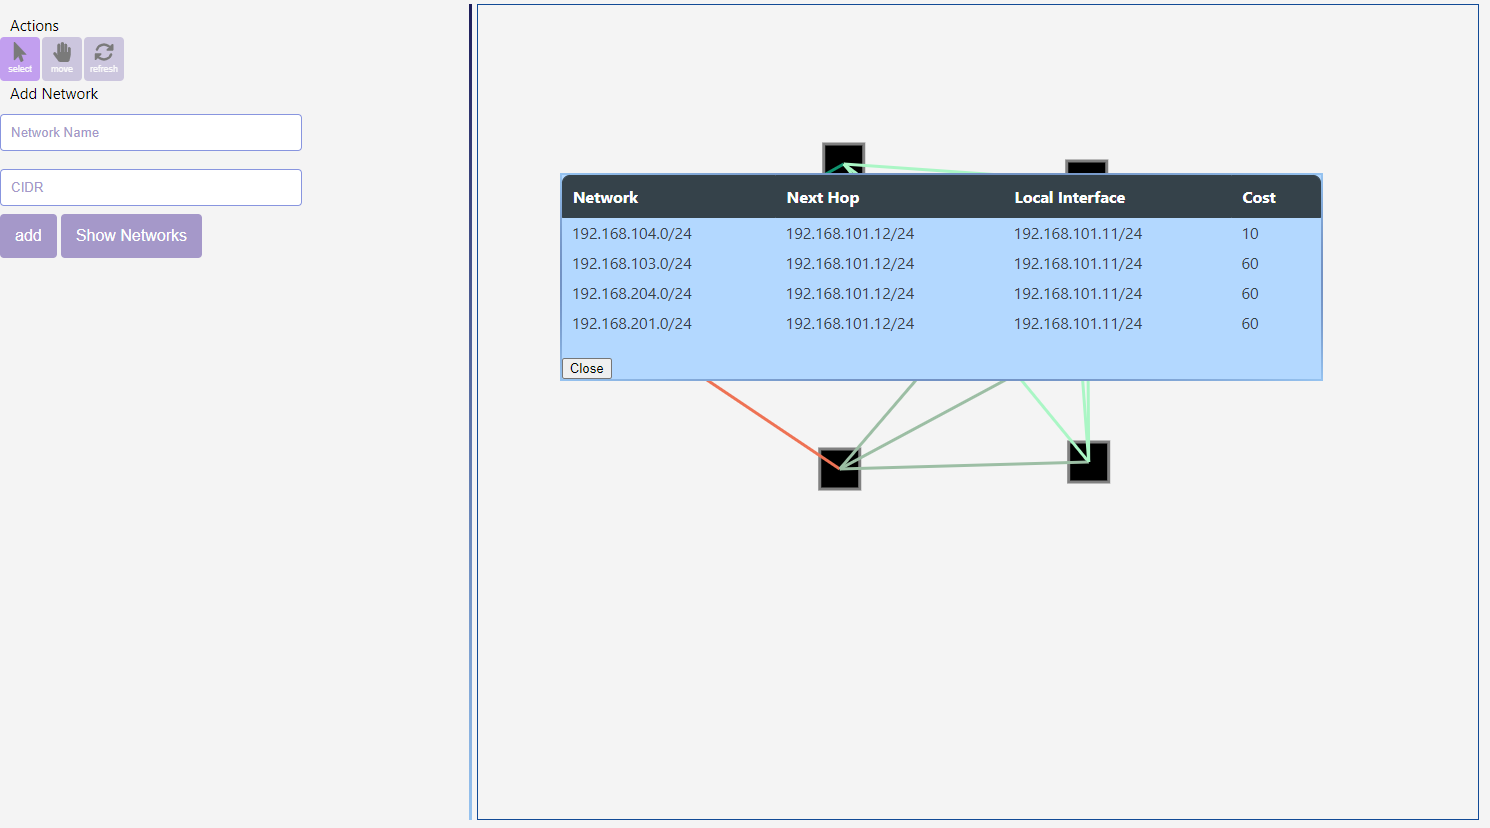 Actions
select move refresh
Add Network
Network Name
CIDR
add Show Networks
Network Next Hop Local Interface Cost
192.168.104.0/24 192.168.101.12/24 192.168.101.11/24 10
192.168.103.0/24 192.168.101.12/24 192.168.101.11/24 60
192.168.204.0/24 192.168.101.12/24 192.168.101.11/24 60
192.168.201.0/24 192.168.101.12/24 192.168.101.11/24 60
Close